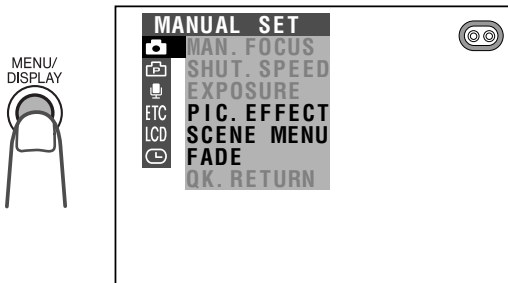 MENU/
DISPLAY
MANUAL SET
MAN. FOCUS
SHUT. SPEED
EXPOSURE
ETC PIC. EFFECT
LCD SCENE MENU
FADE
QK. RETURN